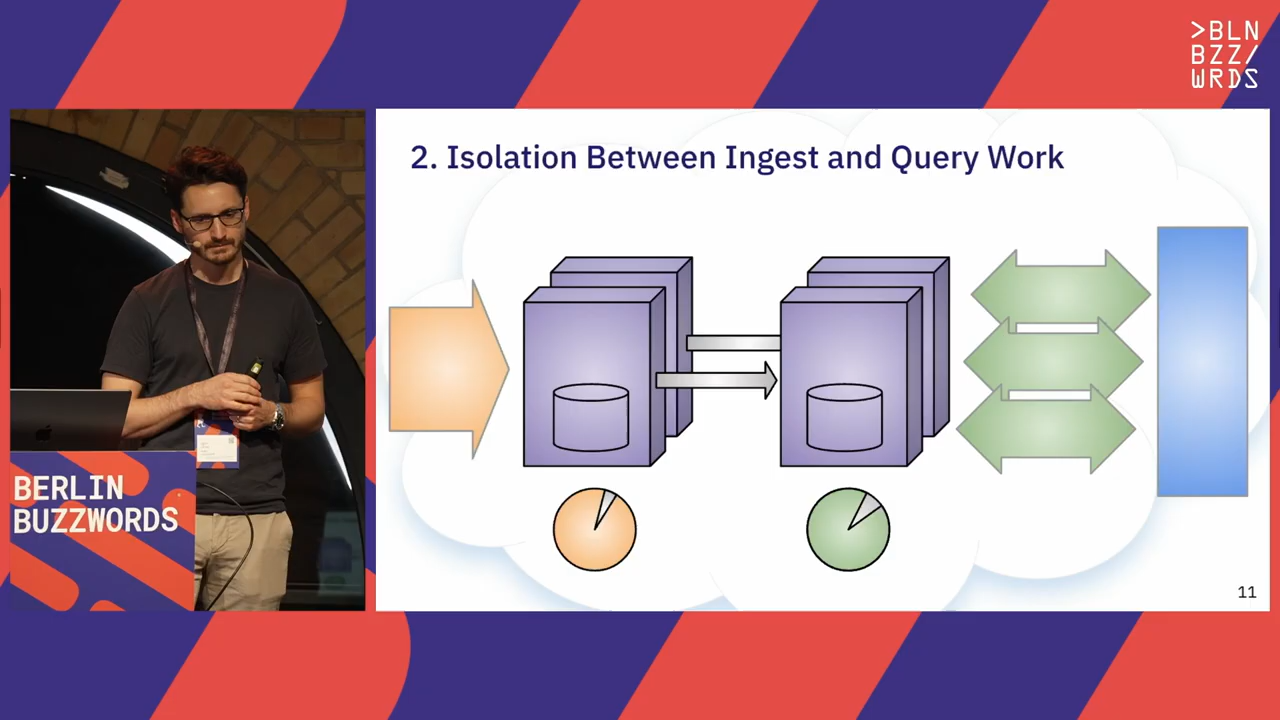 >BLN
BZZ/
WRDS
2. Isolation Between Ingest and Query Work
BERLIN
BUZZWORDS
11